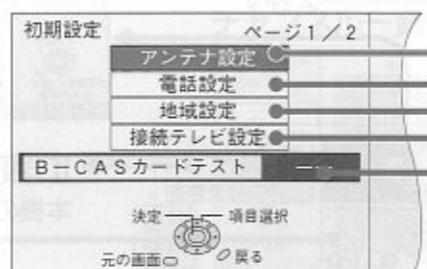 初期設定 ページ1/2
アンテナ設定
電話設定
地域設定
接続テレビ設定
B-CASカードテスト ---
決定 項目選択
元の画面 戻る